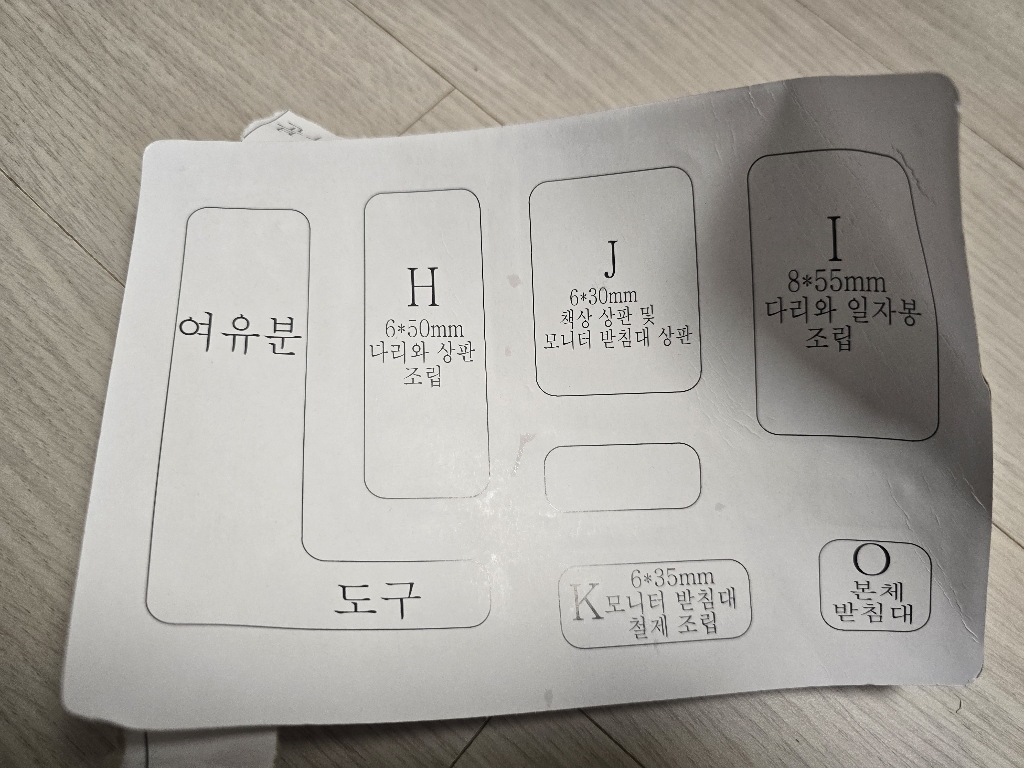 여유분
도구
H
6*50mm
다리와 상판
조립
J
6*30mm
책상 상판 및
모니터 받침대 상판
I
8*55mm
다리와 일자봉
조립
K
6*35mm
모니터 받침대
철제 조립
O
본체
받침대